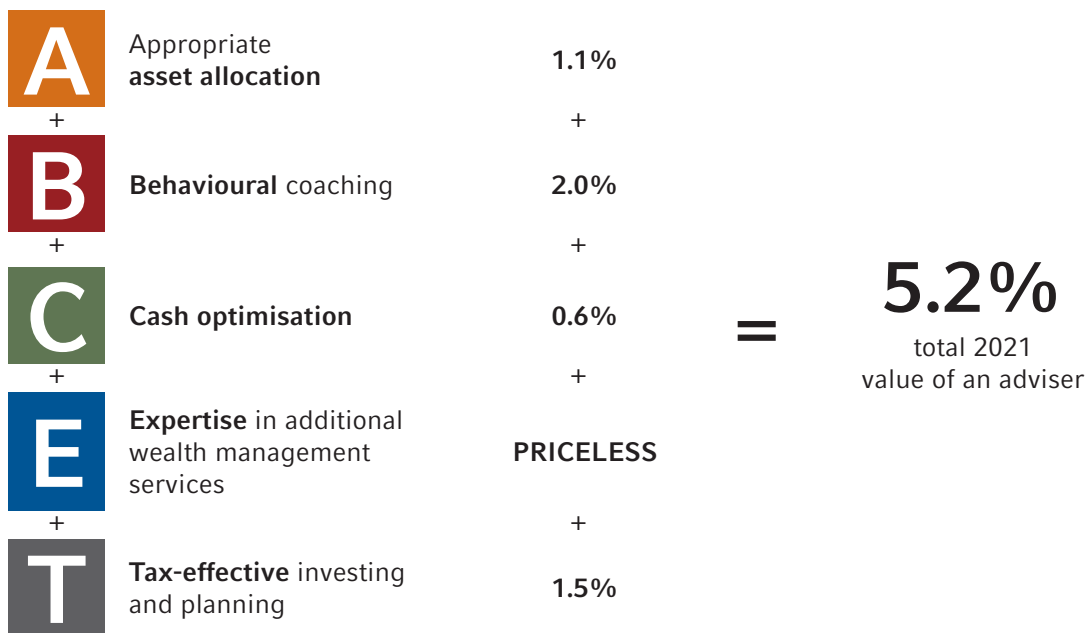 A
Appropriate
asset allocation
1.1%
+
+
B
Behavioural coaching
2.0%
+
+
C
Cash optimisation
0.6%
=
5.2%
total 2021
value of an adviser
+
+
E
Expertise in additional
wealth management
services
PRICELESS
+
+
T
Tax-effective investing
and planning
1.5%